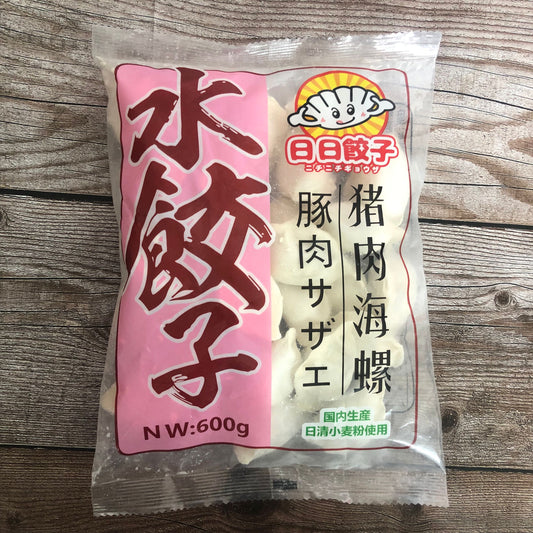 水餃子
NW:600g
日日餃子
ニチニチギョウザ
猪肉海螺
豚肉サザエ
国内生産
日清小麦粉使用